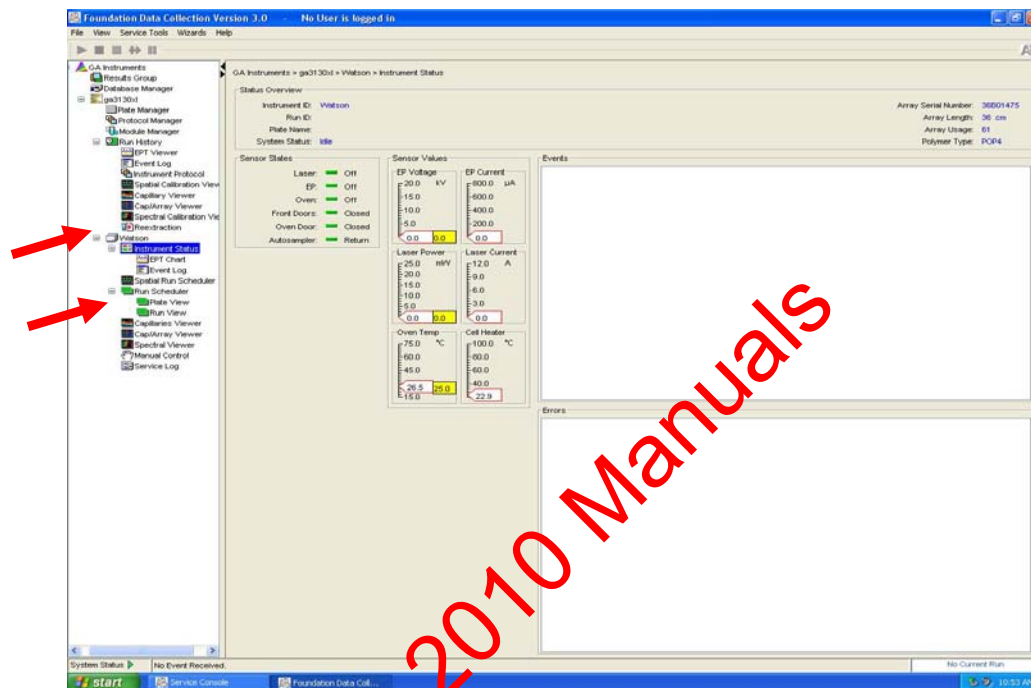 Foundation Data Collection Version 3.0 - No User is logged in
File View Service Tools Wizards Help
GA Instruments
Results Group
Database Manager
ga3130xl
Plate Manager
Protocol Manager
Module Manager
Run History
EPT Viewer
Event Log
Instrument Protocol
Spatial Calibration View
Capillary Viewer
Cap/Array Viewer
Spectral Calibration Vie
Reextraction
Watson
Instrument Status
EPT Chart
Event Log
Spatial Run Scheduler
Run Scheduler
Plate View
Run View
Capillaries Viewer
Cap/Array Viewer
Spectral Viewer
Manual Control
Service Log
GA Instruments > ga3130xl > Watson > Instrument Status
Status Overview
Instrument ID: Watson
Run ID:
Plate Name:
System Status: Idle
Array Serial Number: 36B01475
Array Length: 36 cm
Array Usage: 61
Polymer Type: POP4
Sensor States
Laser: Off
EP: Off
Oven: Off
Front Doors: Closed
Oven Door: Closed
Autosampler: Return
Sensor Values
EP Voltage
20.0 kV
15.0
10.0
5.0
0.0 0.0
EP Current
800.0 µA
600.0
400.0
200.0
0.0
Laser Power
25.0 mW
20.0
15.0
10.0
5.0
0.0 0.0
Laser Current
12.0 A
9.0
6.0
3.0
0.0
Oven Temp
75.0 °C
60.0
45.0
26.5 25.0
15.0
Cell Heater
100.0 °C
80.0
60.0
40.0
22.9
Events
Errors
2010 Manuals
System Status No Event Received.
No Current Run
start Service Console Foundation Data Coll... 10:53 AM